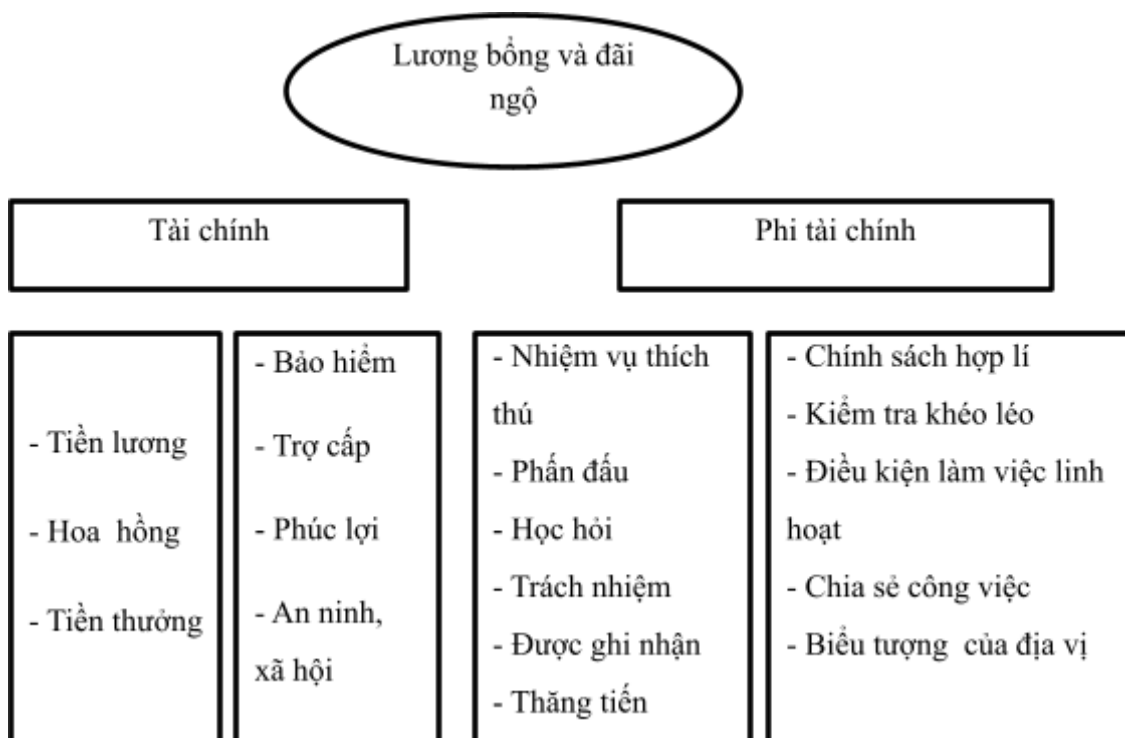 Lương bổng và đãi
ngộ
Tài chính
Phi tài chính
- Tiền lương
- Hoa hồng
- Tiền thưởng
- Bảo hiểm
- Trợ cấp
- Phúc lợi
- An ninh,
xã hội
- Nhiệm vụ thích
thú
- Phấn đấu
- Học hỏi
- Trách nhiệm
- Được ghi nhận
- Thăng tiến
- Chính sách hợp lí
- Kiểm tra khéo léo
- Điều kiện làm việc linh
hoạt
- Chia sẻ công việc
- Biểu tượng của địa vị